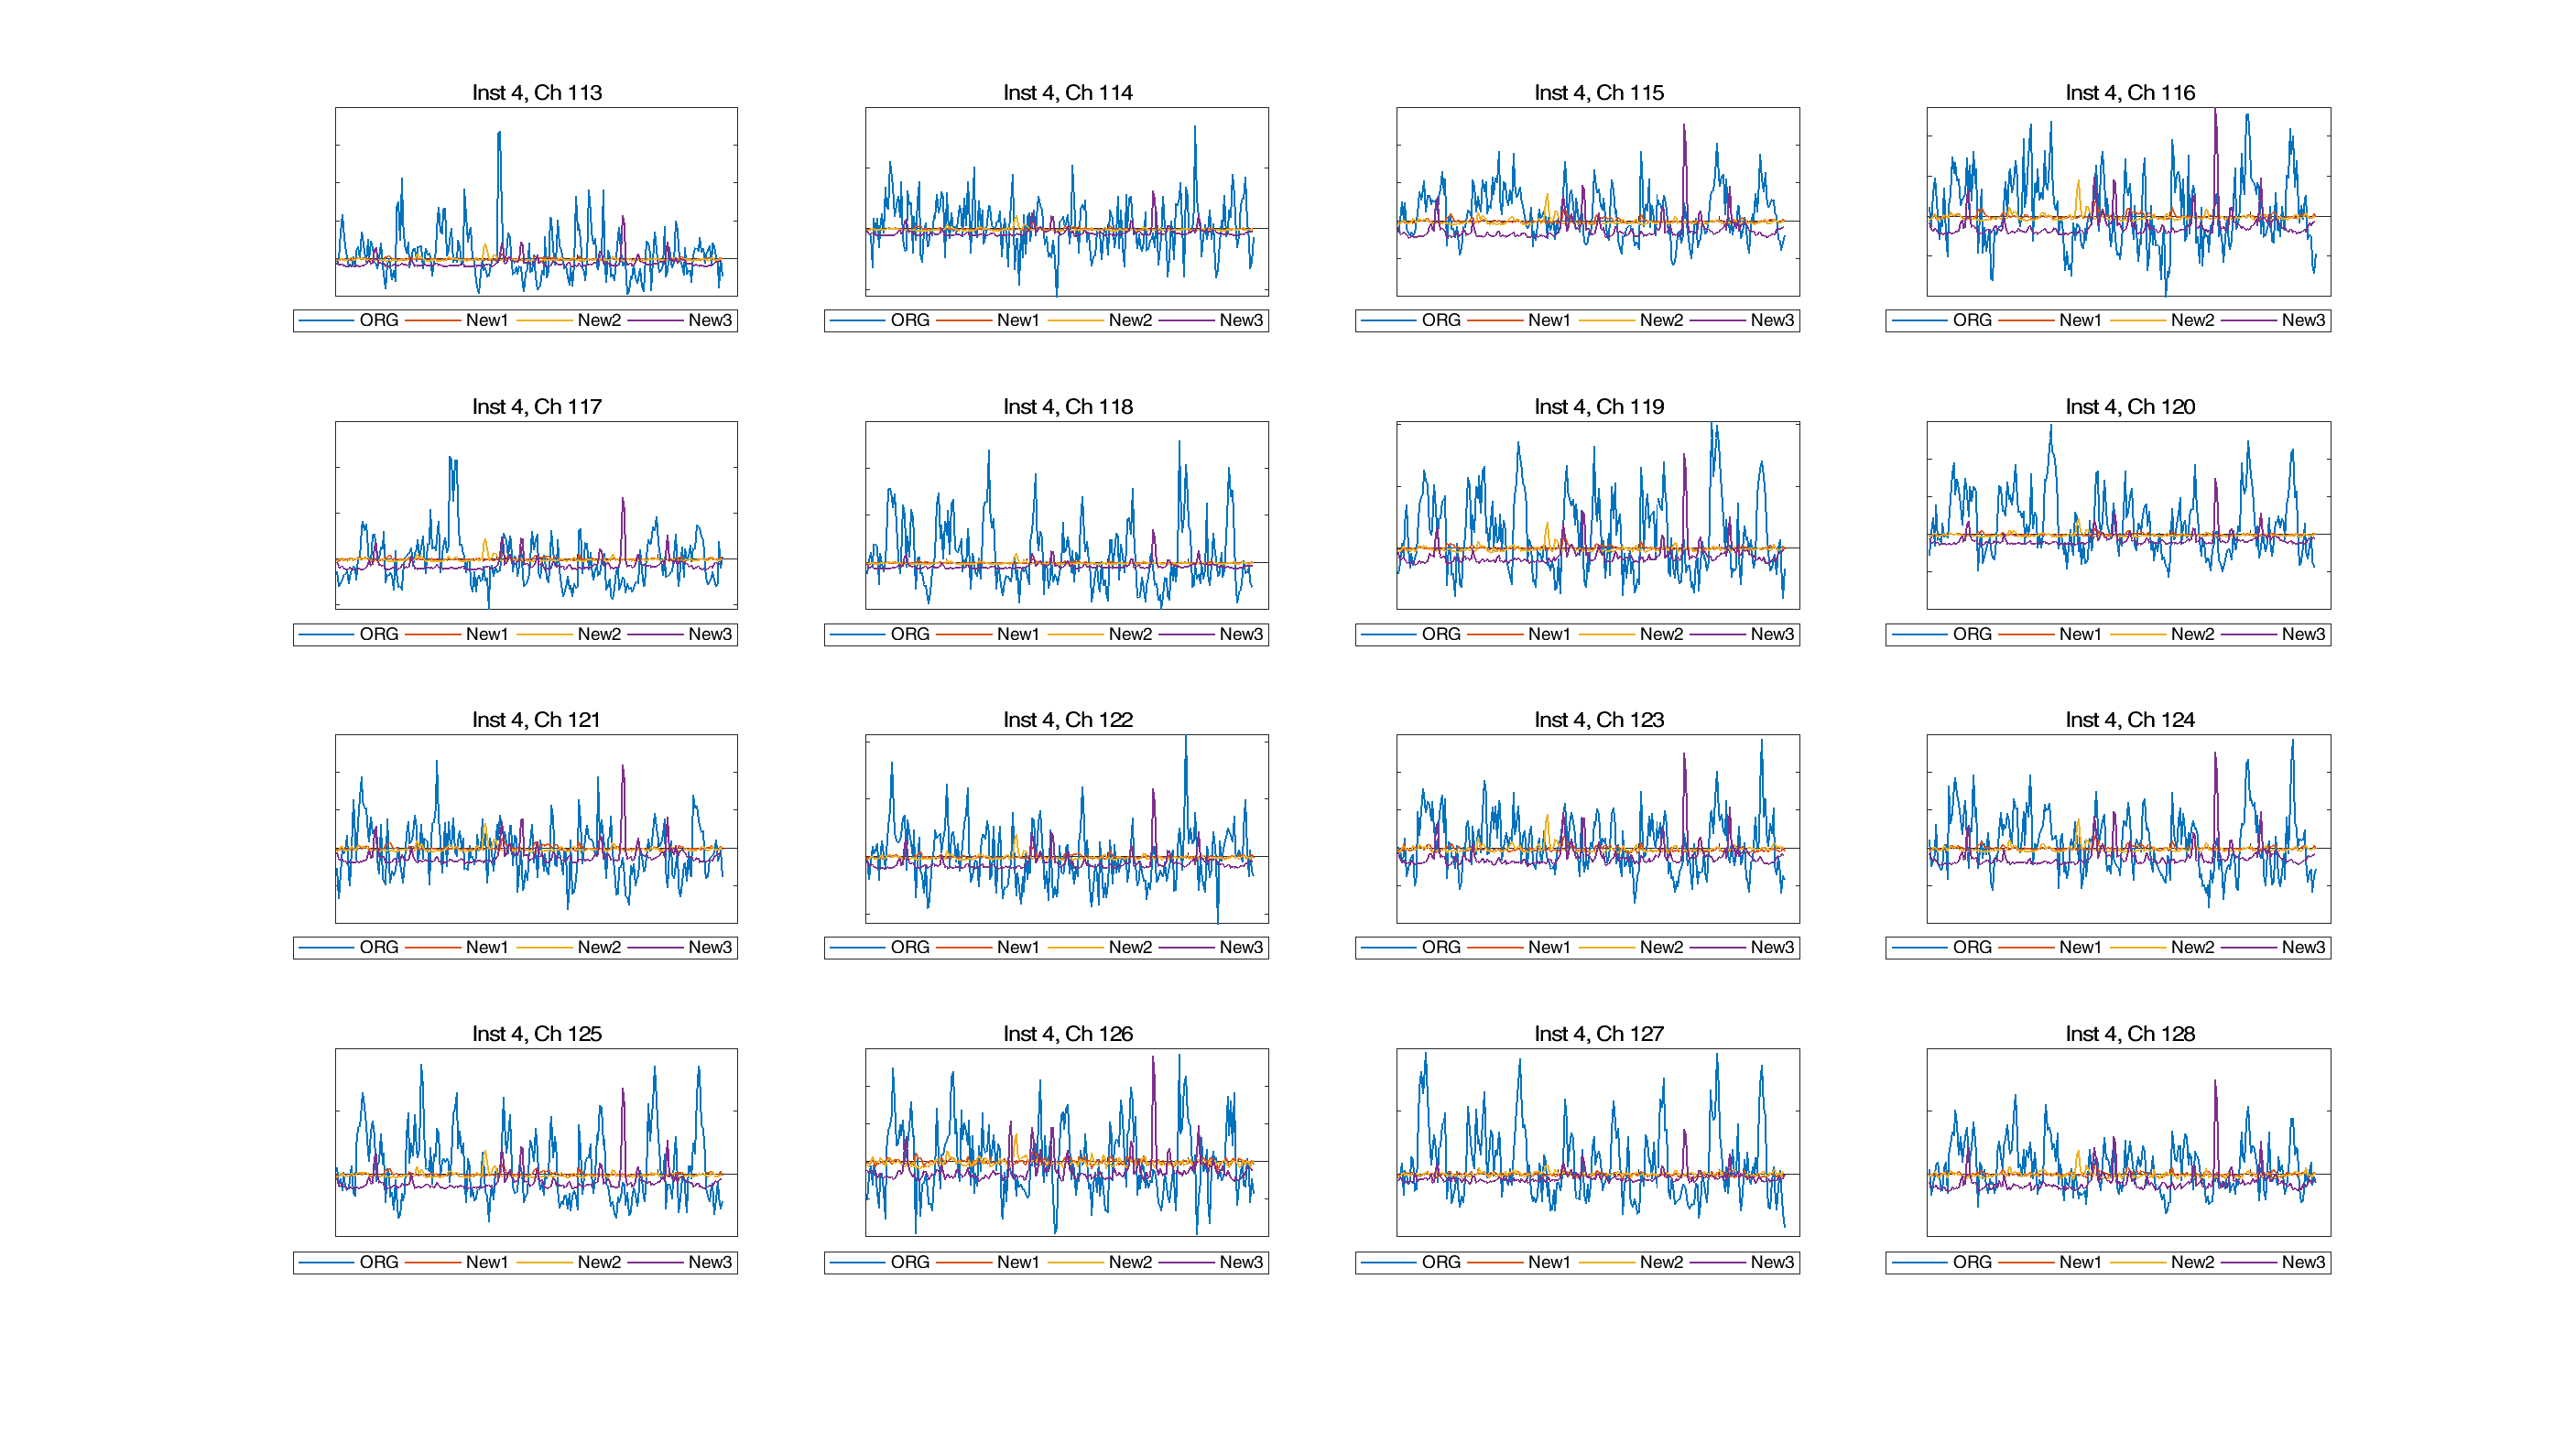 Inst 4, Ch 113
ORG New1 New2 New3
Inst 4, Ch 114
ORG New1 New2 New3
Inst 4, Ch 115
ORG New1 New2 New3
Inst 4, Ch 116
ORG New1 New2 New3
Inst 4, Ch 117
ORG New1 New2 New3
Inst 4, Ch 118
ORG New1 New2 New3
Inst 4, Ch 119
ORG New1 New2 New3
Inst 4, Ch 120
ORG New1 New2 New3
Inst 4, Ch 121
ORG New1 New2 New3
Inst 4, Ch 122
ORG New1 New2 New3
Inst 4, Ch 123
ORG New1 New2 New3
Inst 4, Ch 124
ORG New1 New2 New3
Inst 4, Ch 125
ORG New1 New2 New3
Inst 4, Ch 126
ORG New1 New2 New3
Inst 4, Ch 127
ORG New1 New2 New3
Inst 4, Ch 128
ORG New1 New2 New3